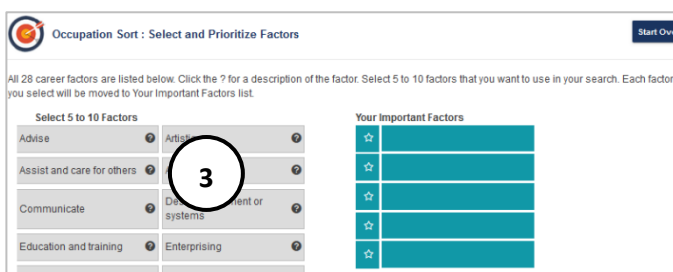 Occupation Sort : Select and Prioritize Factors
Start Ov
All 28 career factors are listed below. Click the ? for a description of the factor. Select 5 to 10 factors that you want to use in your search. Each factor
you select will be moved to Your Important Factors list.
Select 5 to 10 Factors
Your Important Factors
Advise
Artisti
Assist and care for others
3
Communicate
or
systems
Education and training
Enterprising